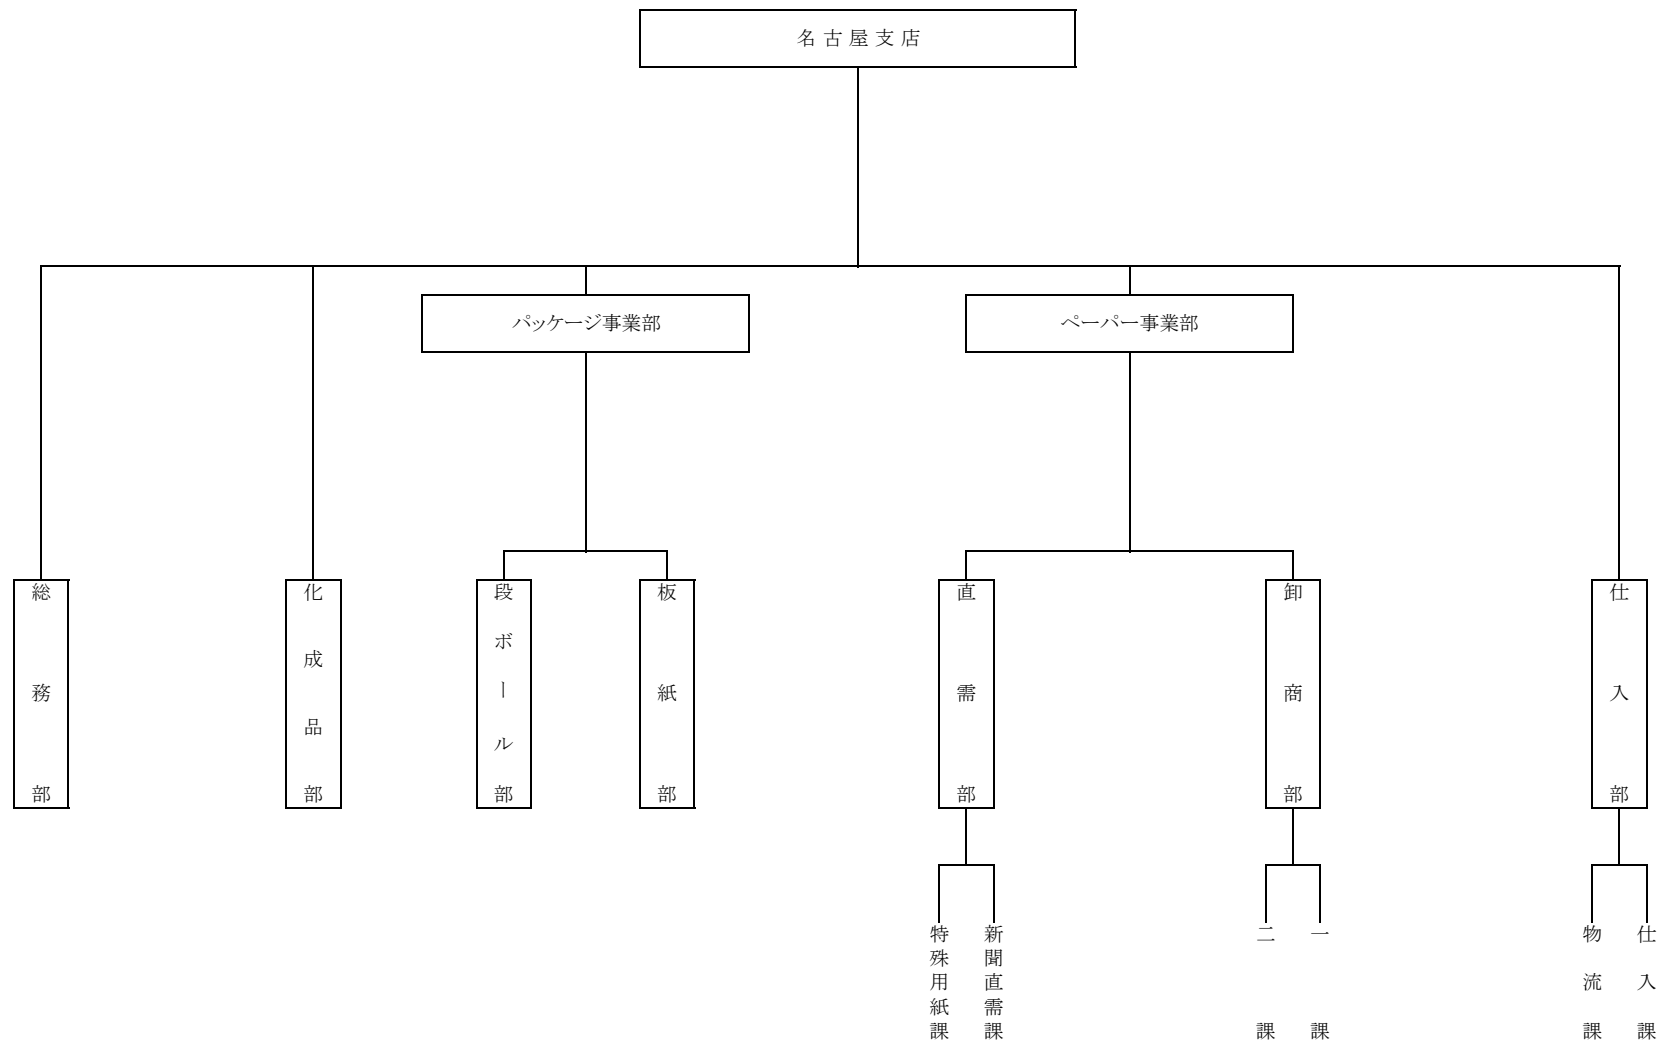 名古屋支店
パッケージ事業部
ペーパー事業部
総務部
化成品部
段ボール部
板紙部
直需部
卸商部
仕入部
特殊用紙課
新聞直需課
二課
一課
物流課
仕入課